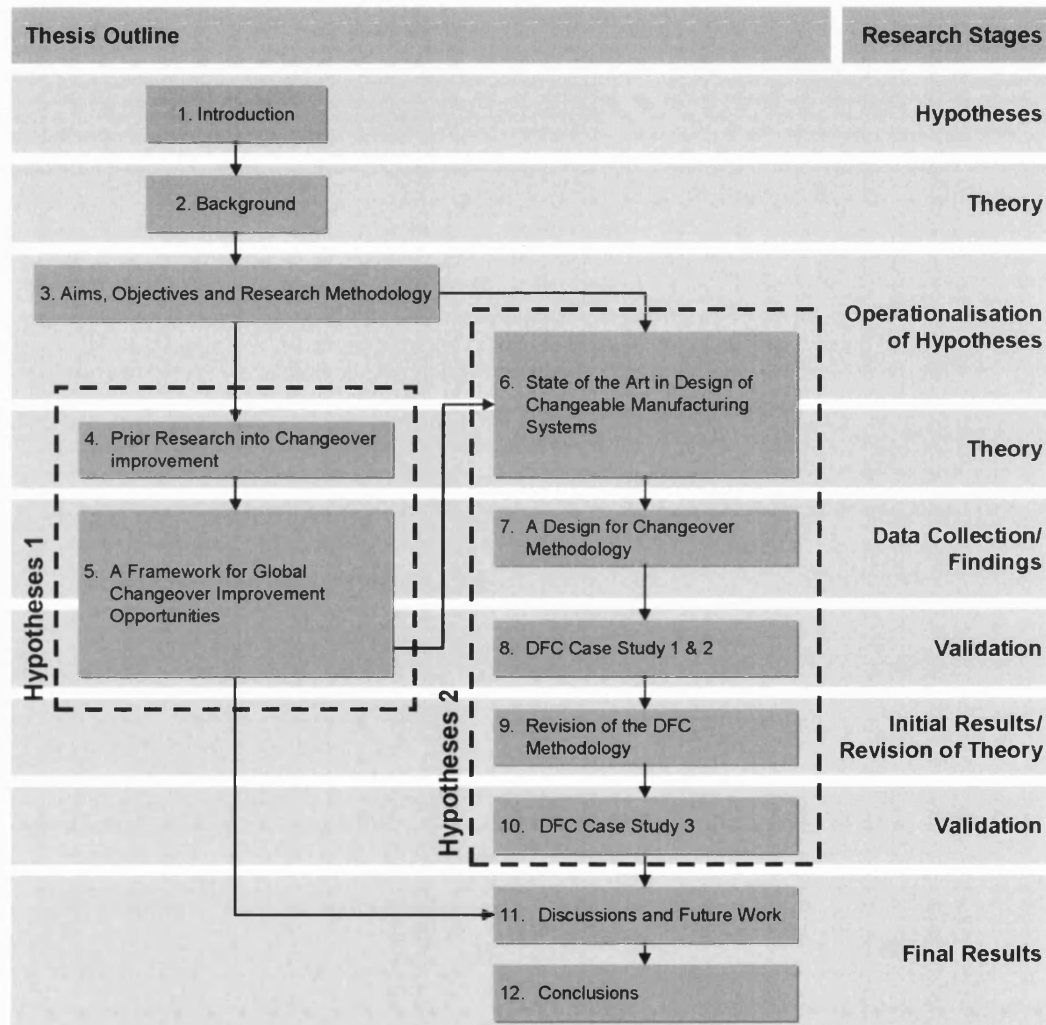 Thesis Outline
Research Stages
1. Introduction
Hypotheses
2. Background
Theory
3. Aims, Objectives and Research Methodology
Operationalisation
of Hypotheses
6. State of the Art in Design of
Changeable Manufacturing
Systems
4. Prior Research into Changeover
improvement
Theory
Hypotheses 1
5. A Framework for Global
Changeover Improvement
Opportunities
7. A Design for Changeover
Methodology
Data Collection/
Findings
8. DFC Case Study 1 & 2
Validation
Hypotheses 2
9. Revision of the DFC
Methodology
Initial Results/
Revision of Theory
10. DFC Case Study 3
Validation
11. Discussions and Future Work
Final Results
12. Conclusions